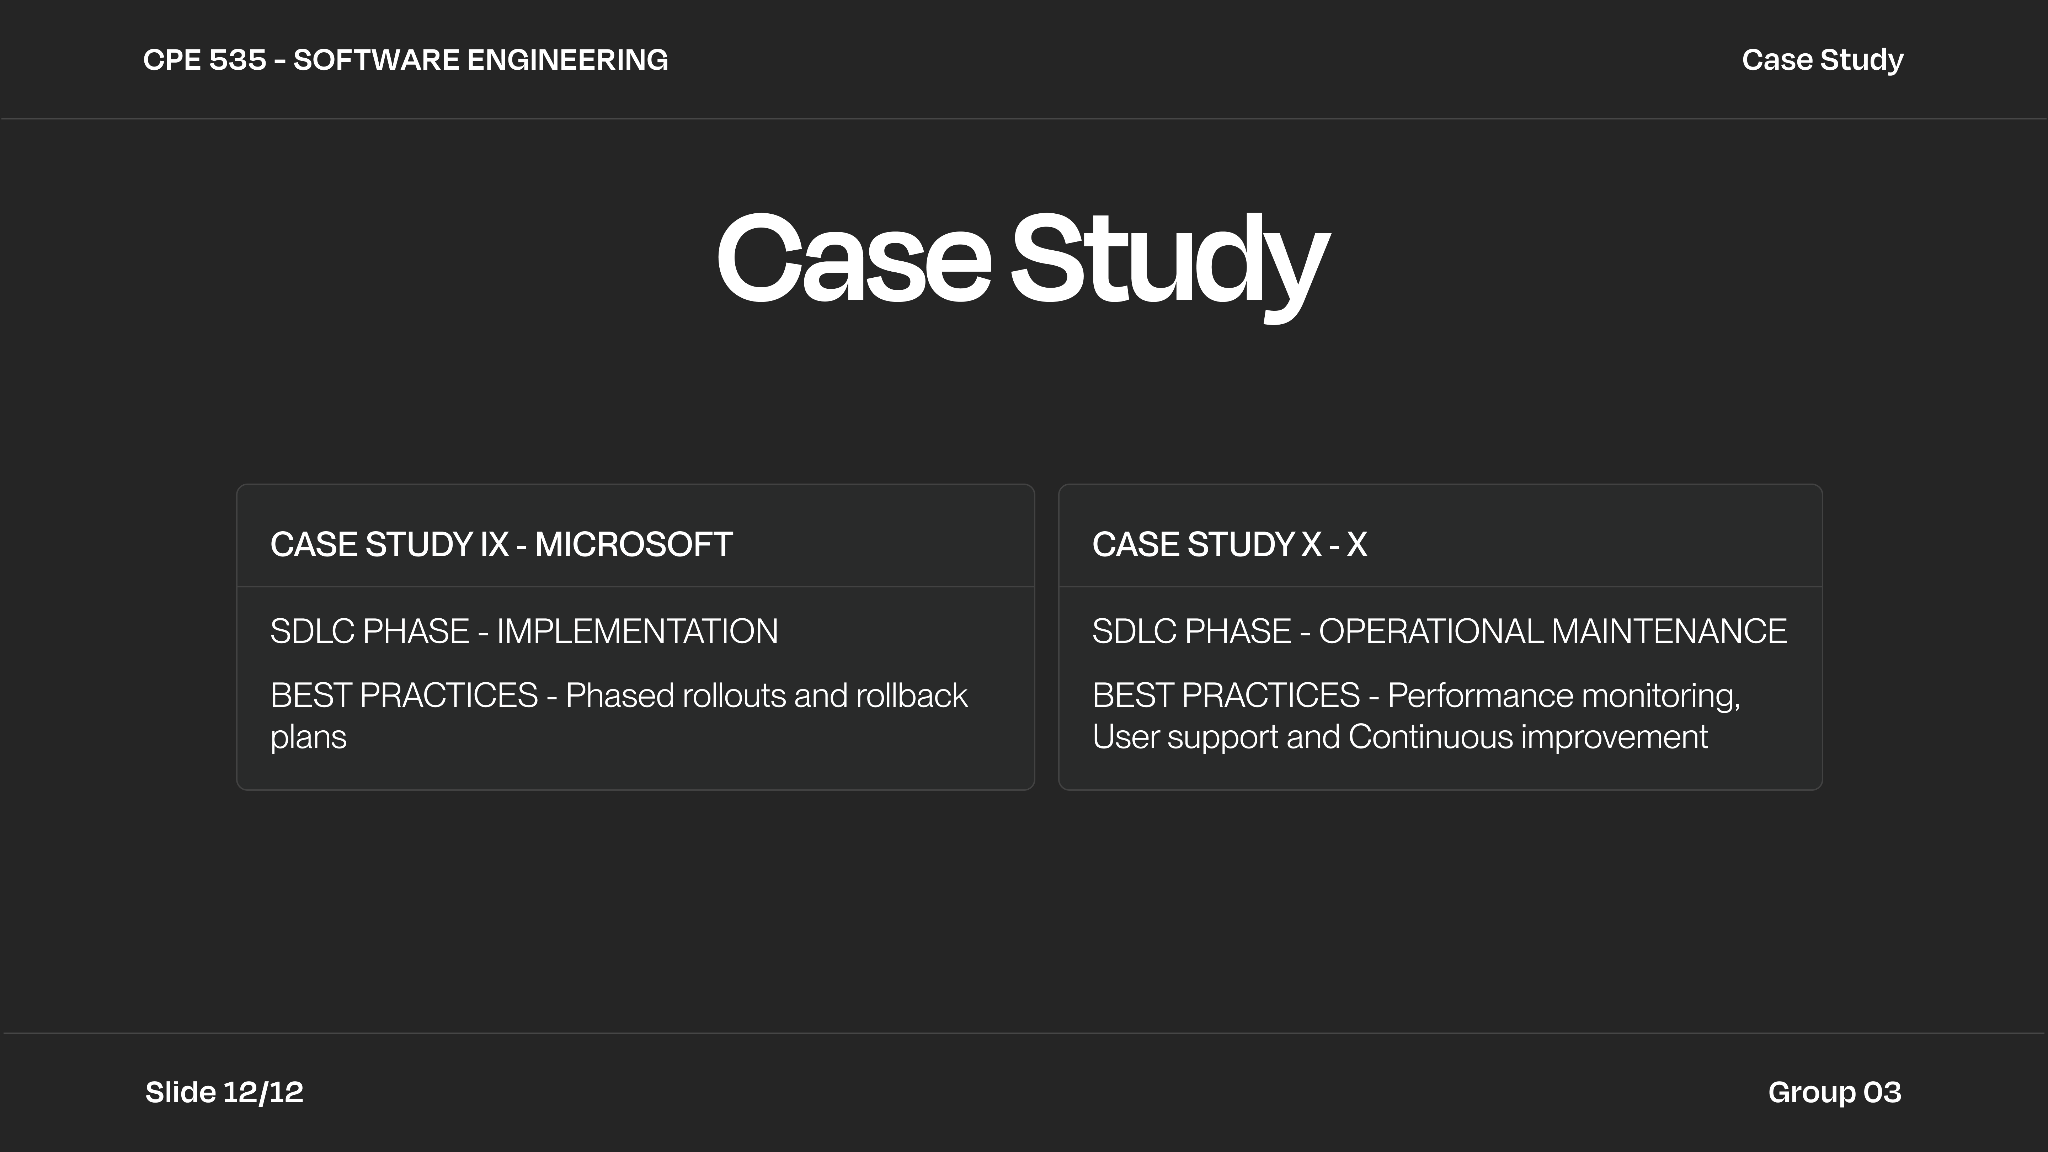 CPE 535 - SOFTWARE ENGINEERING
Case Study
Case Study
CASE STUDY IX - MICROSOFT
SDLC PHASE - IMPLEMENTATION
BEST PRACTICES - Phased rollouts and rollback
plans
CASE STUDY X - X
SDLC PHASE - OPERATIONAL MAINTENANCE
BEST PRACTICES - Performance monitoring,
User support and Continuous improvement
Slide 12/12
Group 03